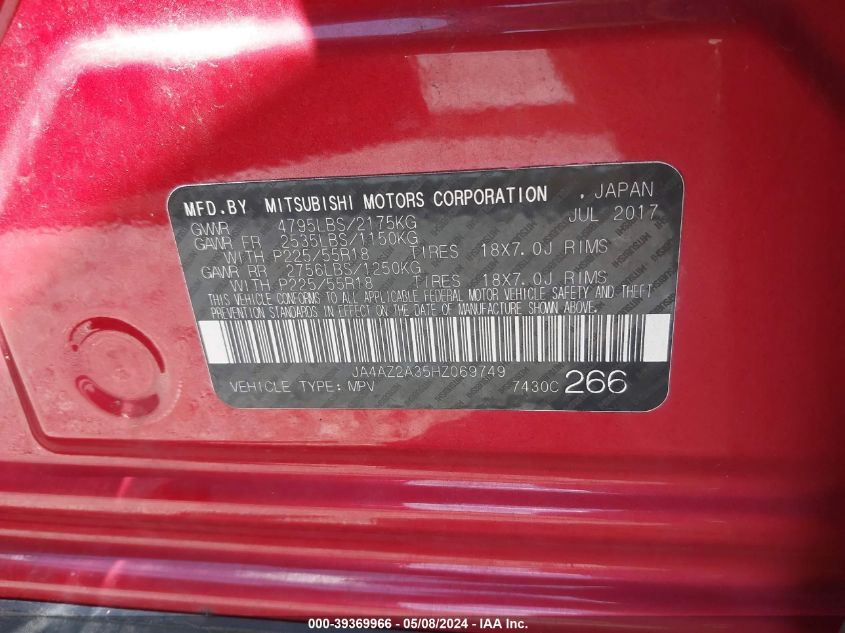 MFD.BY MITSUBISHI MOTORS CORPORATION , JAPAN
GVWR 4795LBS/2175KG JUL 2017
GAWR FR 2535LBS/1150KG
WITH P225/55R18 TIRES 18X7.0J RIMS
GAWR RR 2756LBS/1250KG
WITH P225/55R18 TIRES 18X7.0J RIMS
THIS VEHICLE CONFORMS TO ALL APPLICABLE FEDERAL MOTOR VEHICLE SAFETY AND THEFT
PREVENTION STANDARDS IN EFFECT ON THE DATE OF MANUFACTURE SHOWN ABOVE.
JA4AZ2A35HZ069749
VEHICLE TYPE: MPV 7430C 266
000-39369966 - 05/08/2024 - IAA Inc.